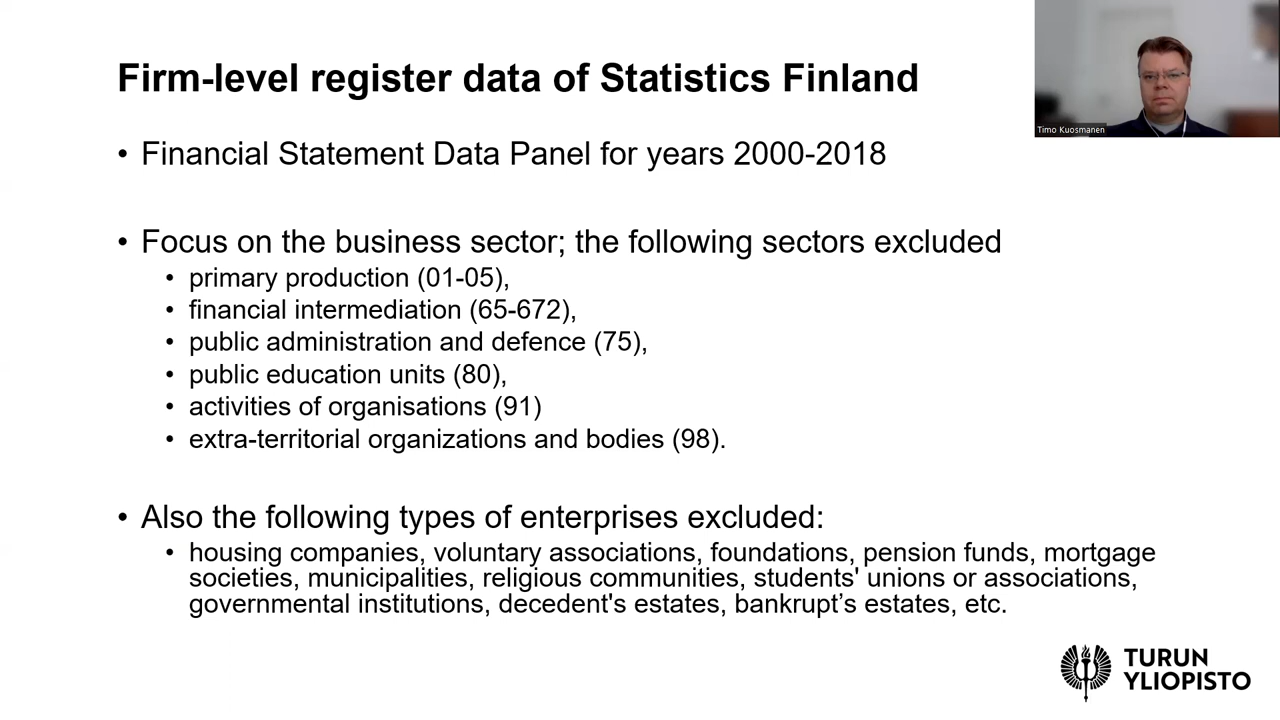 Firm-level register data of Statistics Finland
Timo Kuosmanen
• Financial Statement Data Panel for years 2000-2018
• Focus on the business sector; the following sectors excluded
• primary production (01-05),
• financial intermediation (65-672),
• public administration and defence (75),
• public education units (80),
• activities of organisations (91)
• extra-territorial organizations and bodies (98).
• Also the following types of enterprises excluded:
• housing companies, voluntary associations, foundations, pension funds, mortgage
societies, municipalities, religious communities, students' unions or associations,
governmental institutions, decedent's estates, bankrupt’s estates, etc.
TURUN
YLIOPISTO